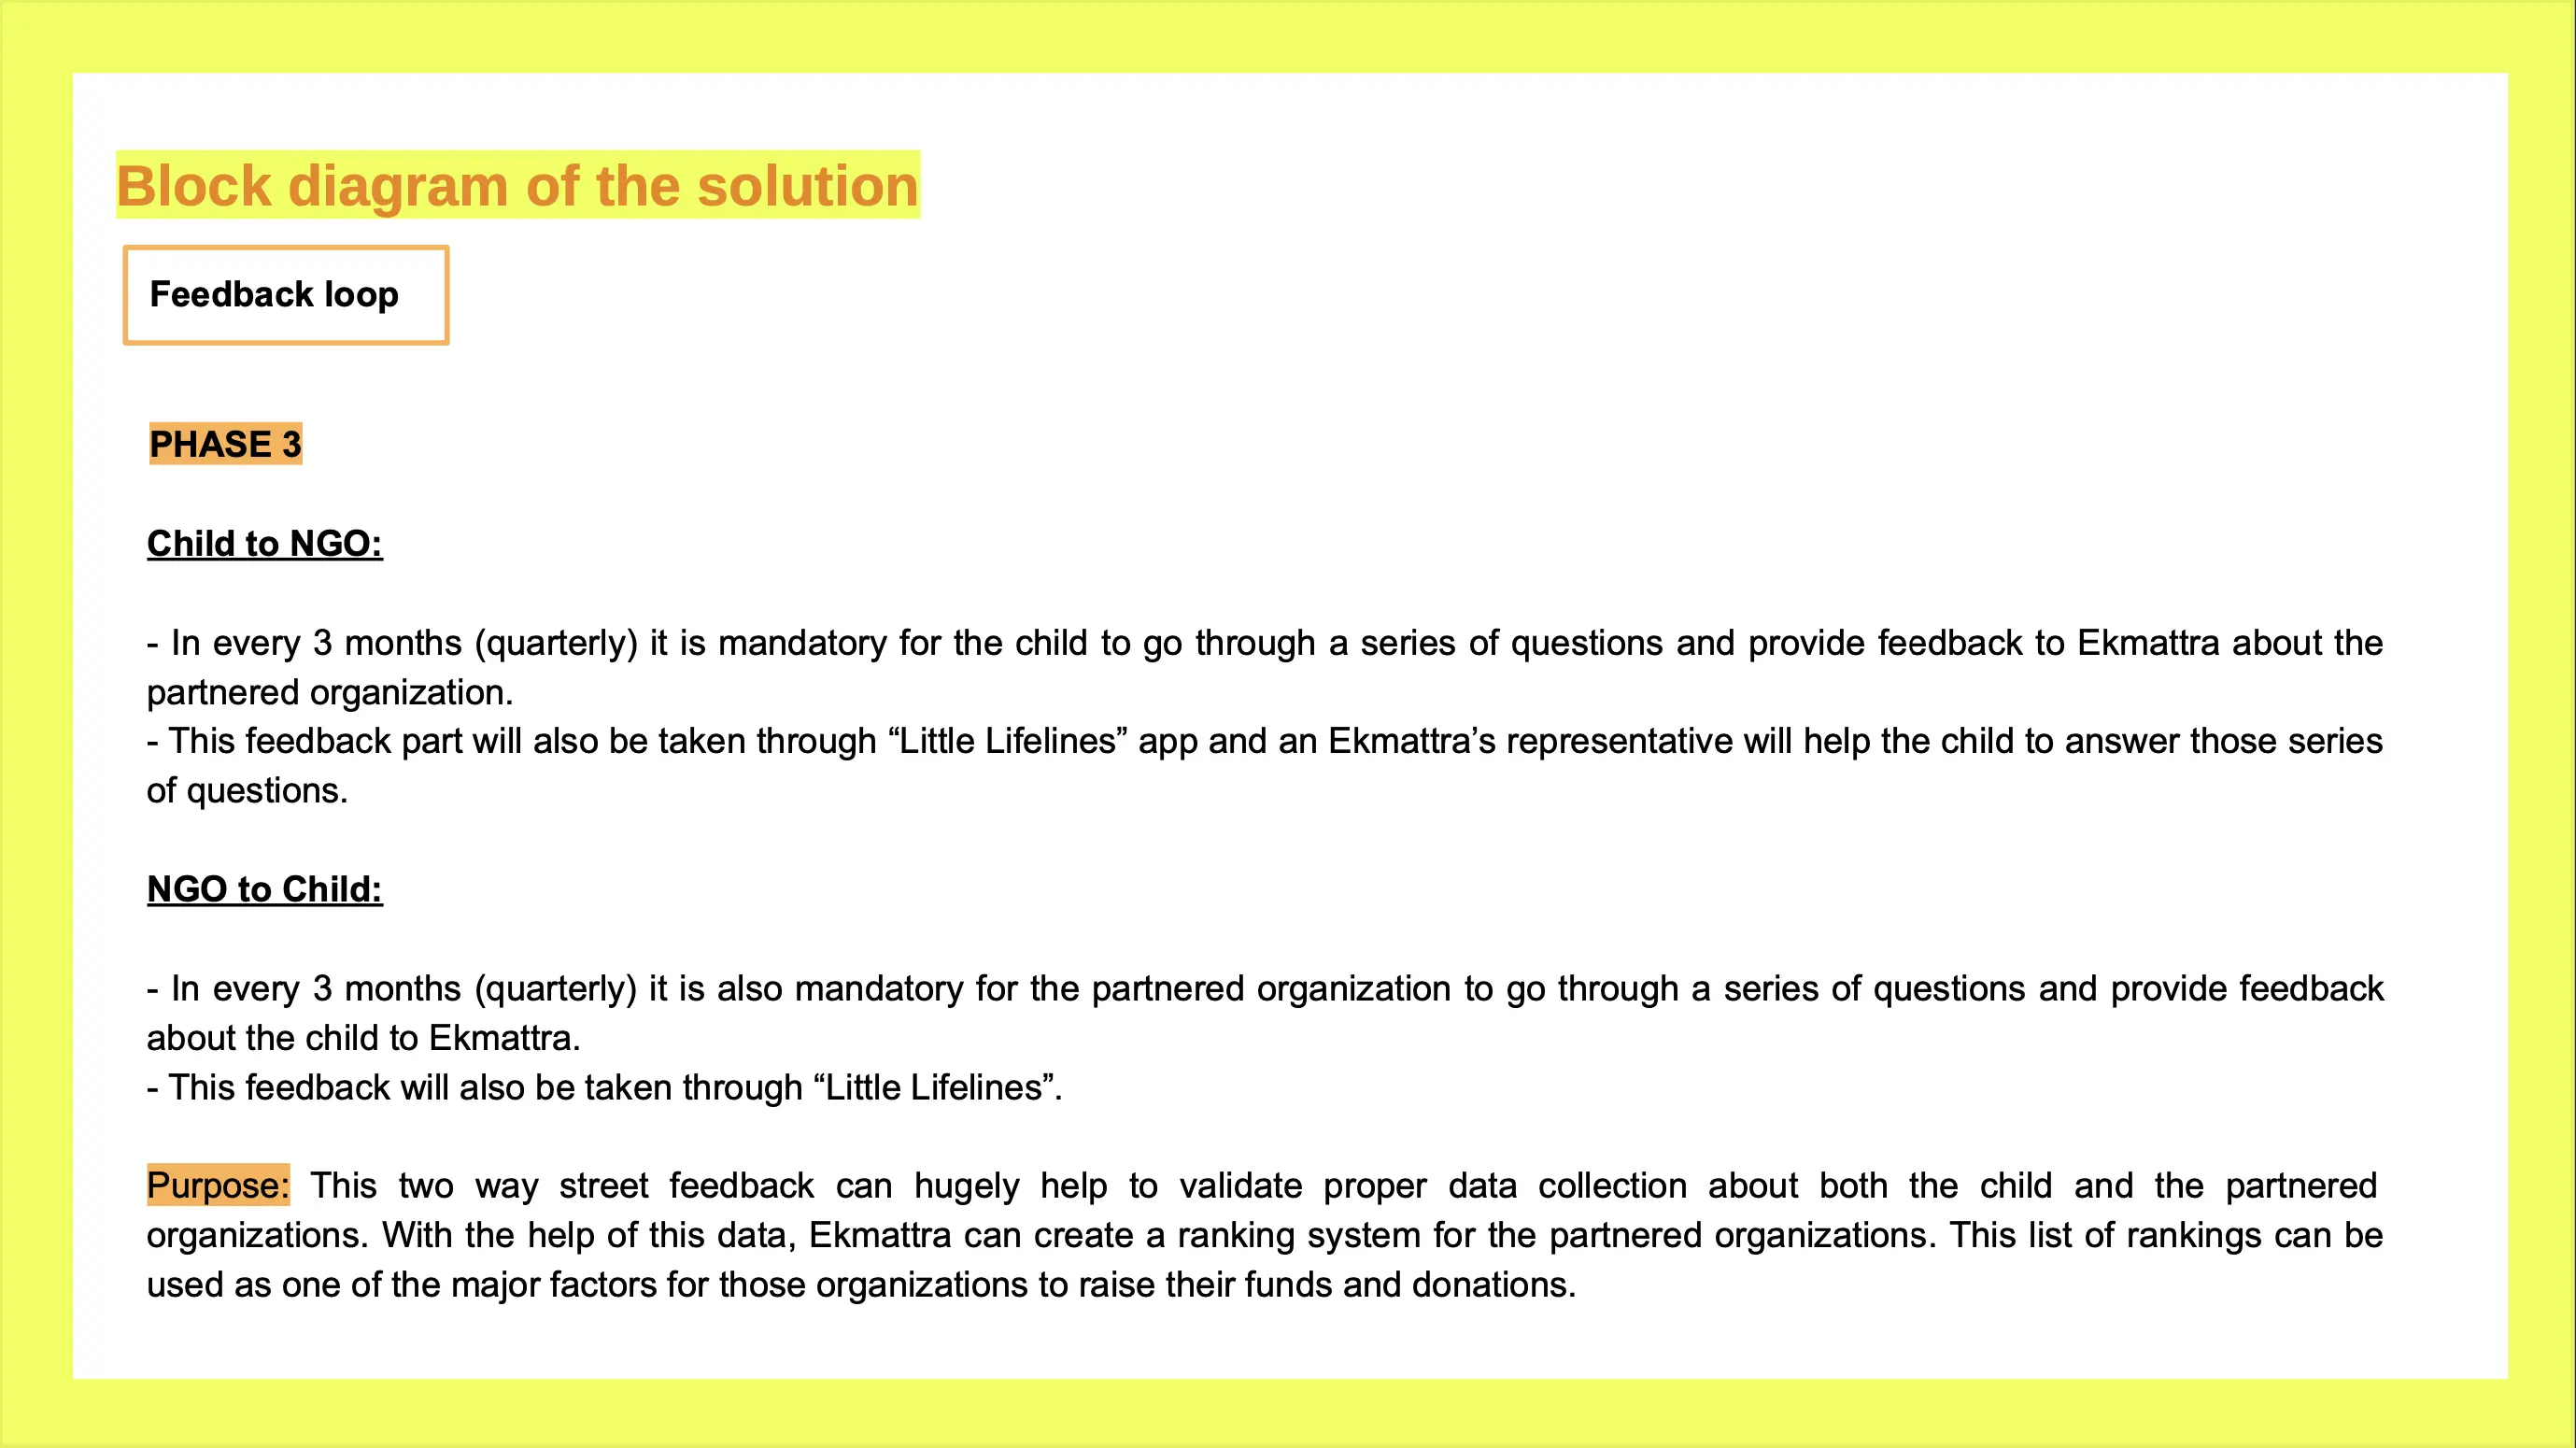 Block diagram of the solution
Feedback loop
PHASE 3
Child to NGO:
- In every 3 months (quarterly) it is mandatory for the child to go through a series of questions and provide feedback to Ekmattra about the
partnered organization.
- This feedback part will also be taken through “Little Lifelines” app and an Ekmattra’s representative will help the child to answer those series
of questions.
NGO to Child:
- In every 3 months (quarterly) it is also mandatory for the partnered organization to go through a series of questions and provide feedback
about the child to Ekmattra.
- This feedback will also be taken through “Little Lifelines”.
Purpose: This two way street feedback can hugely help to validate proper data collection about both the child and the partnered
organizations. With the help of this data, Ekmattra can create a ranking system for the partnered organizations. This list of rankings can be
used as one of the major factors for those organizations to raise their funds and donations.